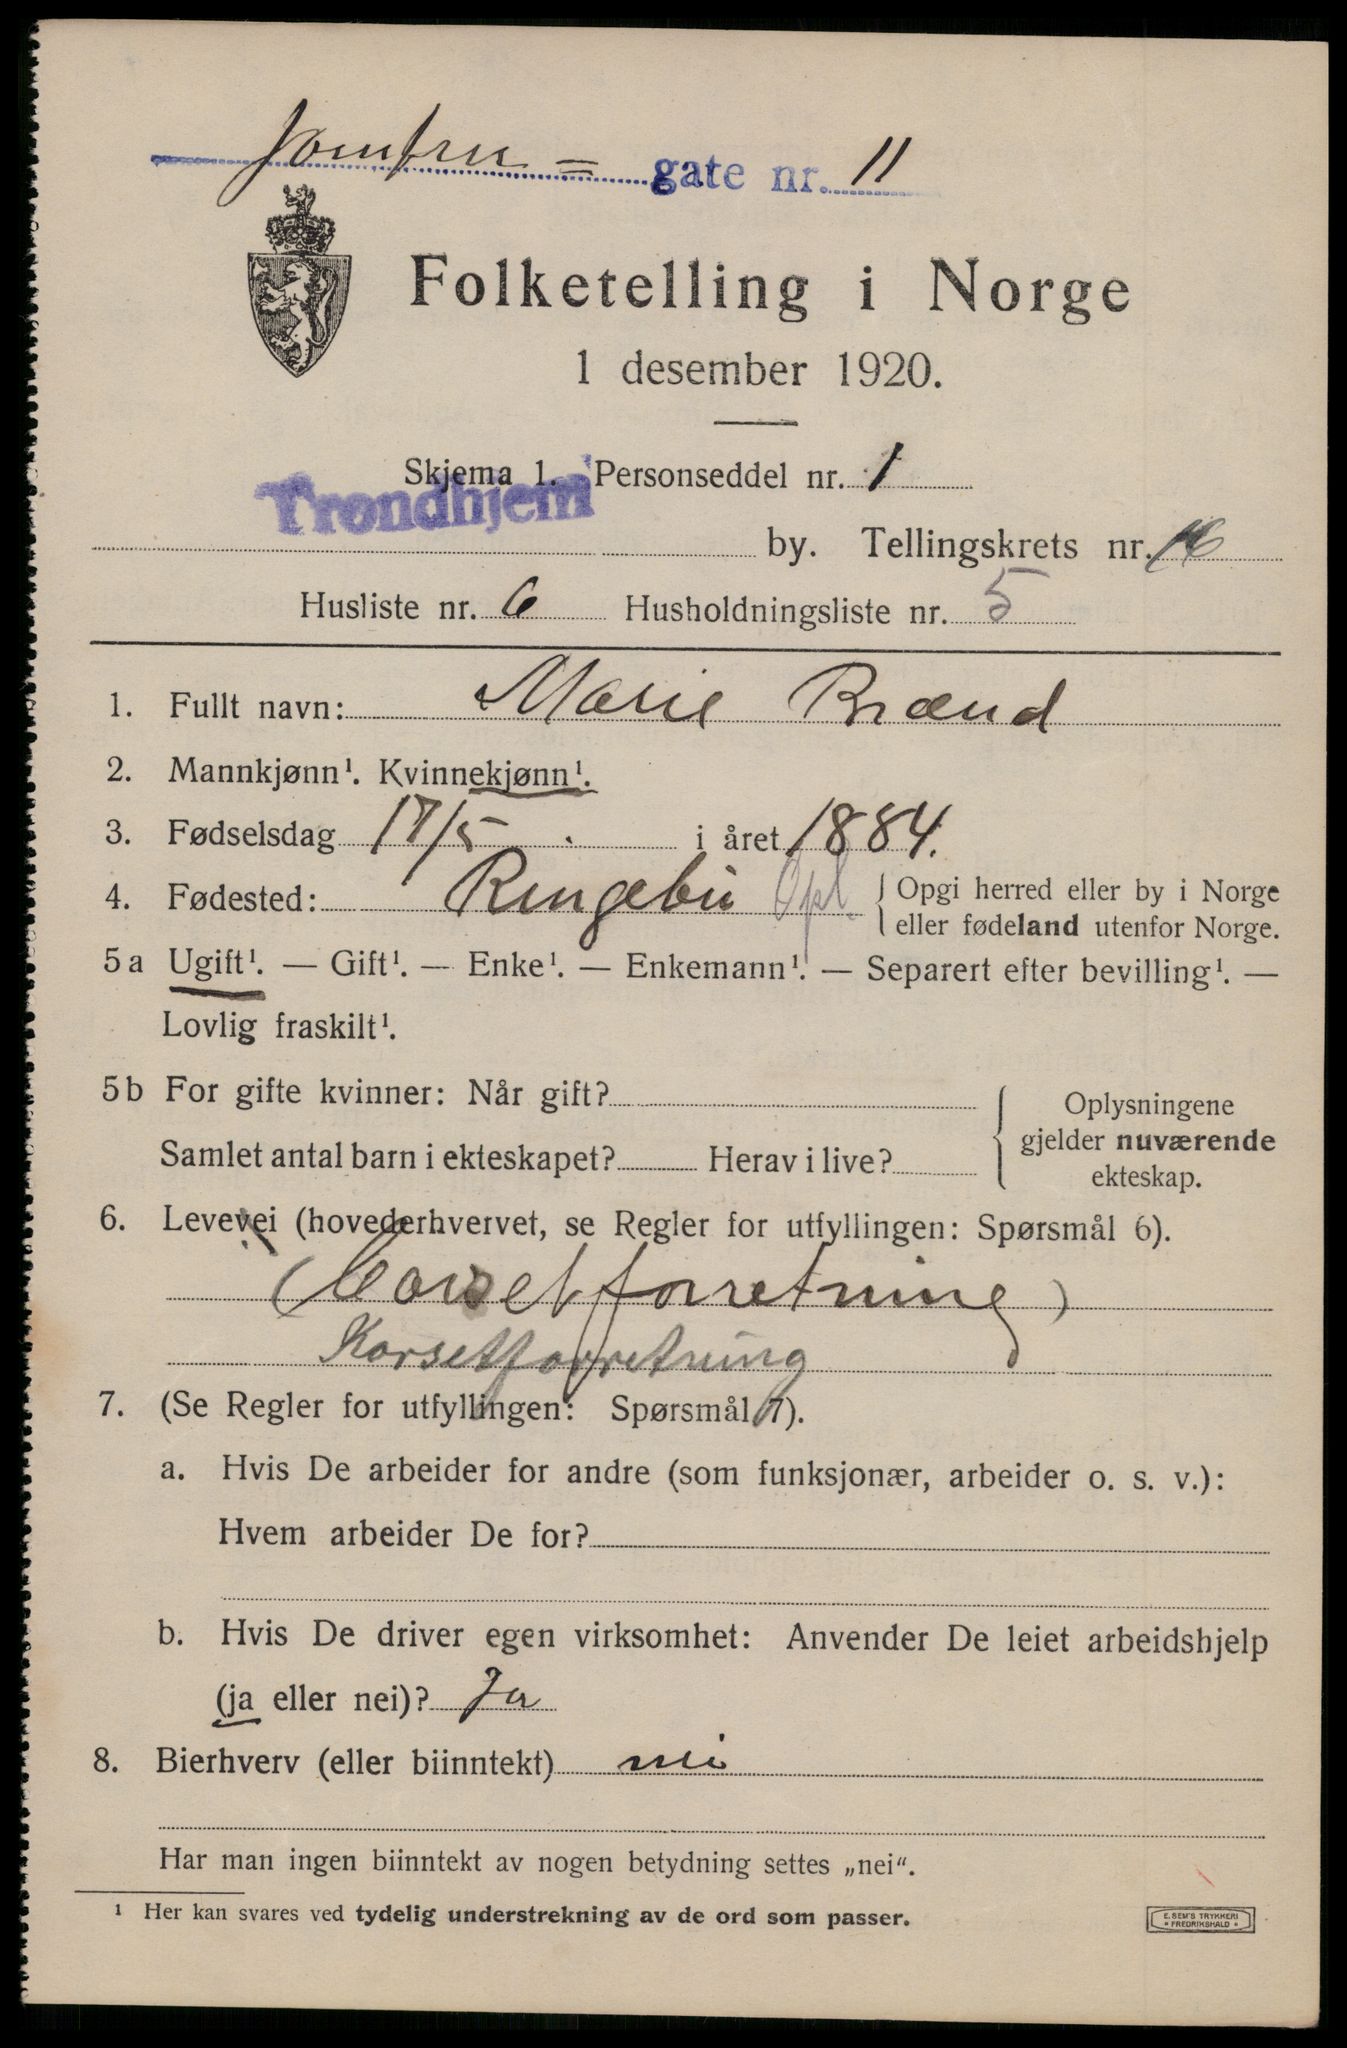 Jomfru = gate nr. 11
Folketelling i Norge
1 desember 1920.
Skjema 1. Personseddel nr. 1
Trondhjem by. Tellingskrets nr. 16
Husliste nr. 6 Husholdningsliste nr. 5
1. Fullt navn: Marie Brænd
2. Mannkjønn¹. Kvinnekjønn¹.
3. Fødselsdag 17/5 i året 1884.
4. Fødested: Ringebu Opl. { Opgi herred eller by i Norge
eller fødeland utenfor Norge.
5a Ugift¹. — Gift¹. — Enke¹. — Enkemann¹. — Separert efter bevilling¹. —
Lovlig fraskilt¹.
5b For gifte kvinner: Når gift?
Samlet antal barn i ekteskapet? Herav i live?
Oplysningene
gjelder nuværende
ekteskap.
6. Levevei (hovederhvervet, se Regler for utfyllingen: Spørsmål 6).
(Corsetforretning)
Korsetforretning
7. (Se Regler for utfyllingen: Spørsmål 7).
a. Hvis De arbeider for andre (som funksjonær, arbeider o. s. v.):
Hvem arbeider De for?
b. Hvis De driver egen virksomhet: Anvender De leiet arbeidshjelp
(ja eller nei)? Ja
8. Bierhverv (eller biinntekt) nei
Har man ingen biinntekt av nogen betydning settes „nei“.
¹ Her kan svares ved tydelig understrekning av de ord som passer.
E. SEM'S TRYKKERI
" FREDRIKSHALD "